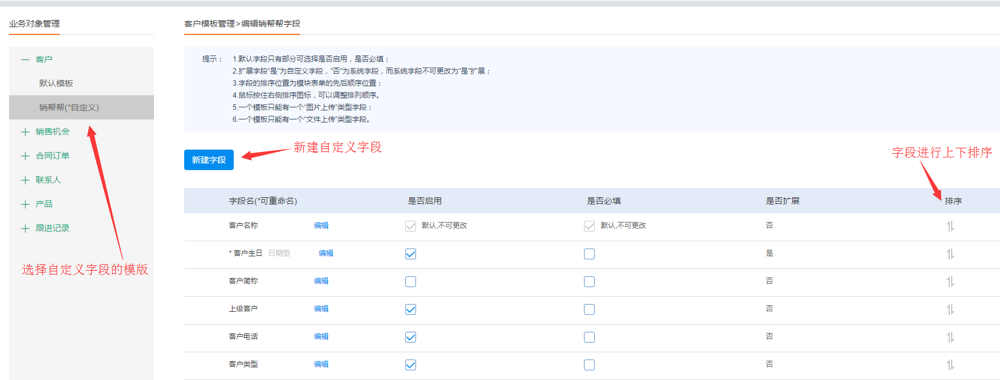 业务对象管理
客户
默认模板
销帮帮(*自定义)
销售机会
合同订单
联系人
产品
跟进记录
选择自定义字段的模版
客户模板管理>编辑销帮帮字段
提示： 1.默认字段只有部分可选择是否启用，是否必填；
2.扩展字段"是"为自定义字段，"否"为系统字段，而系统字段不可更改为"是"扩展；
3.字段的排序位置为模块表单的先后顺序位置；
4.鼠标按住右侧排序图标，可以调整排列顺序。
5.一个模板只能有一个“图片上传”类型字段；
6.一个模板只能有一个“文件上传”类型字段。
新建字段
新建自定义字段
字段进行上下排序
字段名(*可重命名) 是否启用 是否必填 是否扩展 排序
客户名称 编辑 默认,不可更改 默认,不可更改 否
* 客户生日 日期型 编辑 是
客户简称 编辑 否
上级客户 编辑 否
客户电话 编辑 否
客户类型 编辑 否